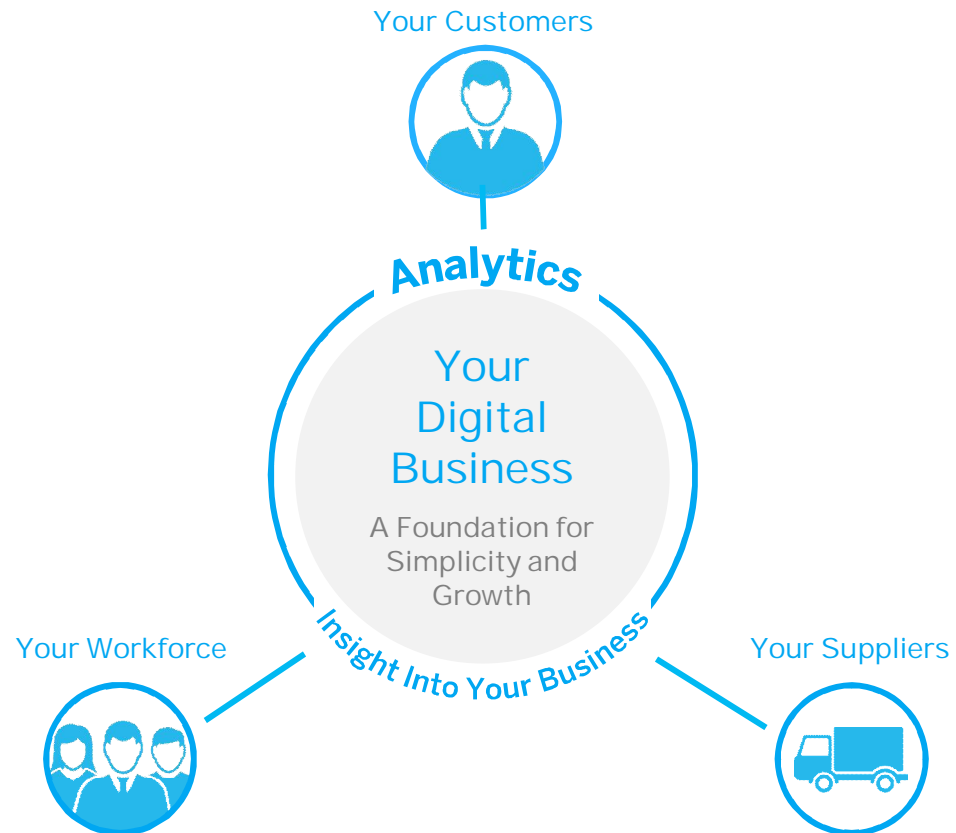 Your Customers
Analytics
Your
Digital
Business
A Foundation for
Simplicity and
Growth
Insight Into Your Business
Your Workforce
Your Suppliers